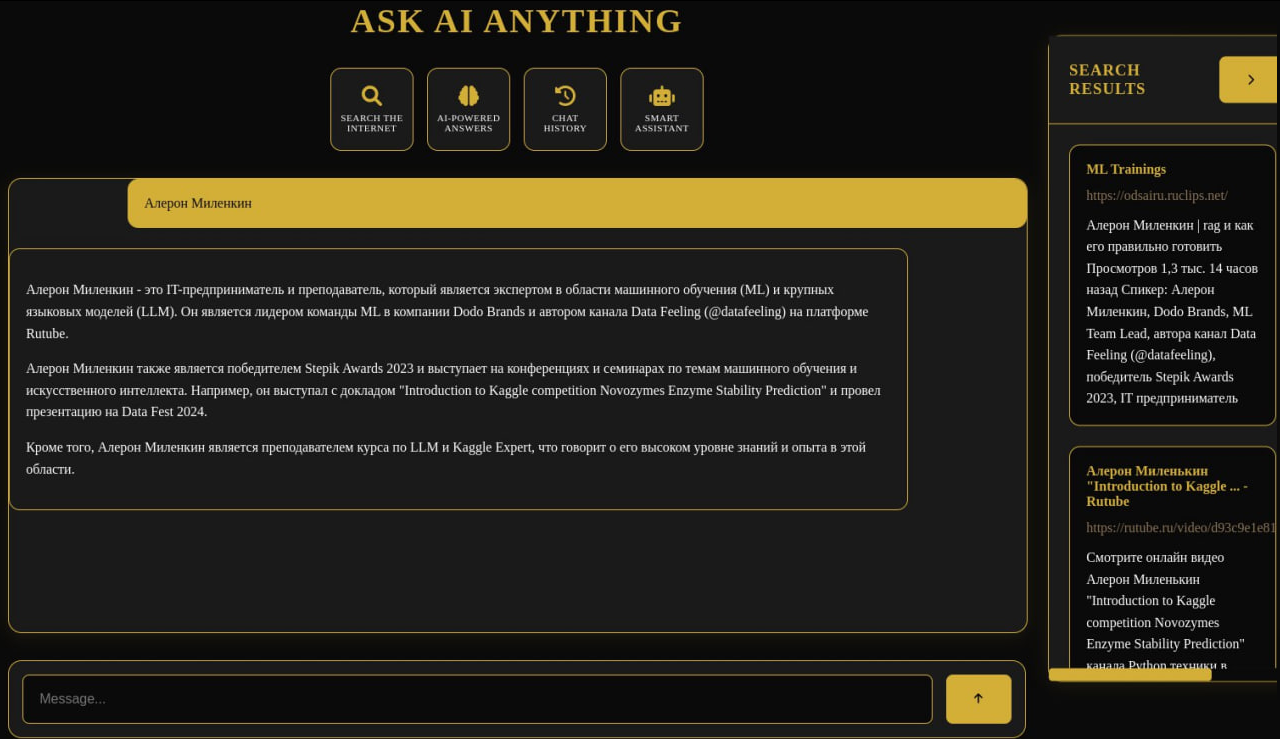 ASK AI ANYTHING
SEARCH THE
INTERNET
AI-POWERED
ANSWERS
CHAT
HISTORY
SMART
ASSISTANT
Алерон Миленкин
Алерон Миленкин - это IT-предприниматель и преподаватель, который является экспертом в области машинного обучения (ML) и крупных
языковых моделей (LLM). Он является лидером команды ML в компании Dodo Brands и автором канала Data Feeling (@datafeeling) на платформе
Rutube.
Алерон Миленкин также является победителем Stepik Awards 2023 и выступает на конференциях и семинарах по темам машинного обучения и
искусственного интеллекта. Например, он выступал с докладом "Introduction to Kaggle competition Novozymes Enzyme Stability Prediction" и провел
презентацию на Data Fest 2024.
Кроме того, Алерон Миленкин является преподавателем курса по LLM и Kaggle Expert, что говорит о его высоком уровне знаний и опыта в этой
области.
Message...
SEARCH
RESULTS
ML Trainings
https://odsairu.ruclips.net/
Алерон Миленкин | rag и как
его правильно готовить
Просмотров 1,3 тыс. 14 часов
назад Спикер: Алерон
Миленкин, Dodo Brands, ML
Team Lead, автора канал Data
Feeling (@datafeeling),
победитель Stepik Awards
2023, IT предприниматель
Алерон Миленькин
"Introduction to Kaggle ... -
Rutube
https://rutube.ru/video/d93c9e1e81
Смотрите онлайн видео
Алерон Миленькин
"Introduction to Kaggle
competition Novozymes
Enzyme Stability Prediction"
канала Python техники в